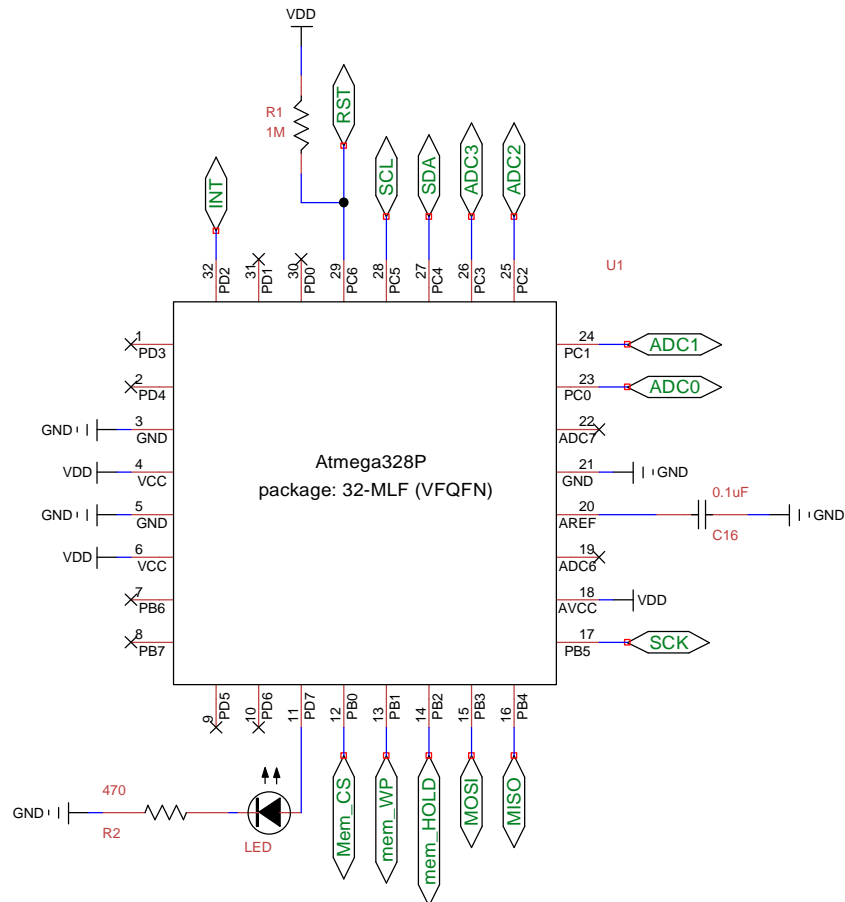 VDD
R1
1M
RST
INT
SCL
SDA
ADC3
ADC2
32
31
30
29
28
27
26
25
PD2
PD1
PD0
PC6
PC5
PC4
PC3
PC2
U1
1
PD3
2
PD4
GND
3
GND
VDD
4
VCC
GND
5
GND
VDD
6
VCC
7
PB6
8
PB7
Atmega328P
package: 32-MLF (VFQFN)
24
PC1
ADC1
23
PC0
ADC0
22
ADC7
21
GND
GND
20
AREF
0.1uF
C16
GND
19
ADC6
18
AVCC
VDD
17
PB5
SCK
9
PD5
10
PD6
11
PD7
12
PB0
13
PB1
14
PB2
15
PB3
16
PB4
GND
470
R2
LED
Mem_CS
mem_WP
mem_HOLD
MOSI
MISO